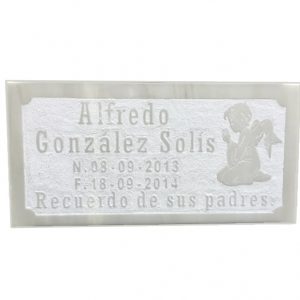 Alfredo
González Solís
N.08-09-2013
F.18-09-2014
Recuerdo de sus padres.